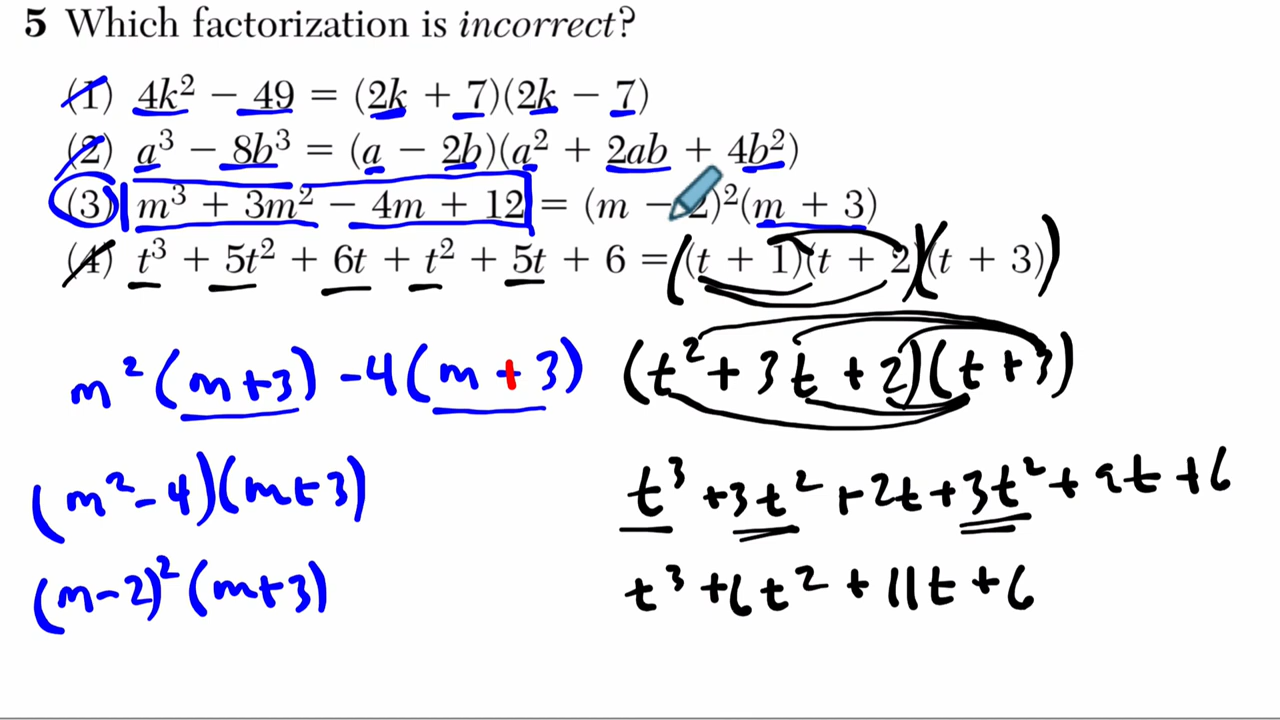 5 Which factorization is incorrect?
(1) 4k² − 49 = (2k + 7)(2k − 7)
(2) a³ − 8b³ = (a − 2b)(a² + 2ab + 4b²)
(3) m³ + 3m² − 4m + 12 = (m − 2)²(m + 3)
(4) t³ + 5t² + 6t + t² + 5t + 6 = (t + 1)(t + 2)(t + 3)
m²(m+3) −4(m+3)
(t² + 3t + 2)(t + 3)
(m² − 4)(m+3)
t³ + 3t² + 2t + 3t² + 9t + 6
(m−2)²(m+3)
t³ + 6t² + 11t + 6